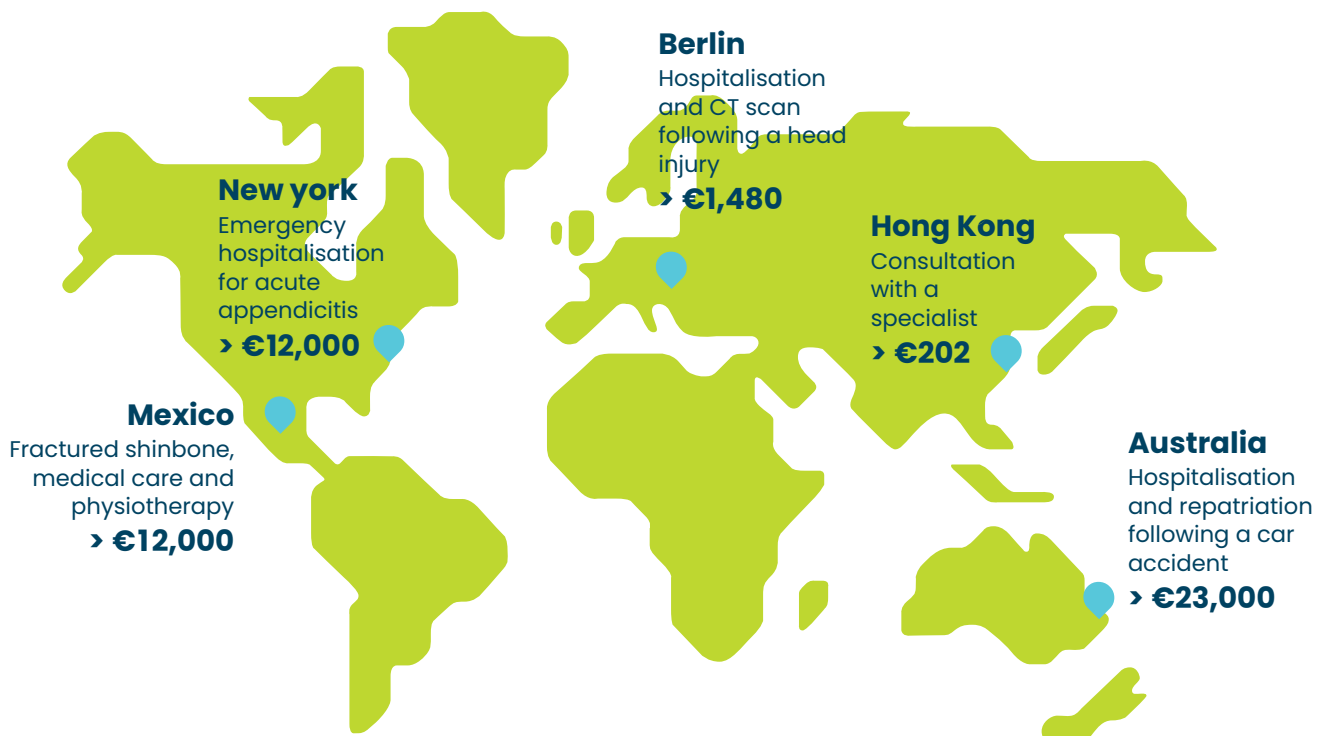 Berlin
Hospitalisation
and CT scan
following a head
injury
> €1,480
New york
Emergency
hospitalisation
for acute
appendicitis
> €12,000
Hong Kong
Consultation
with a
specialist
> €202
Mexico
Fractured shinbone,
medical care and
physiotherapy
> €12,000
Australia
Hospitalisation
and repatriation
following a car
accident
> €23,000